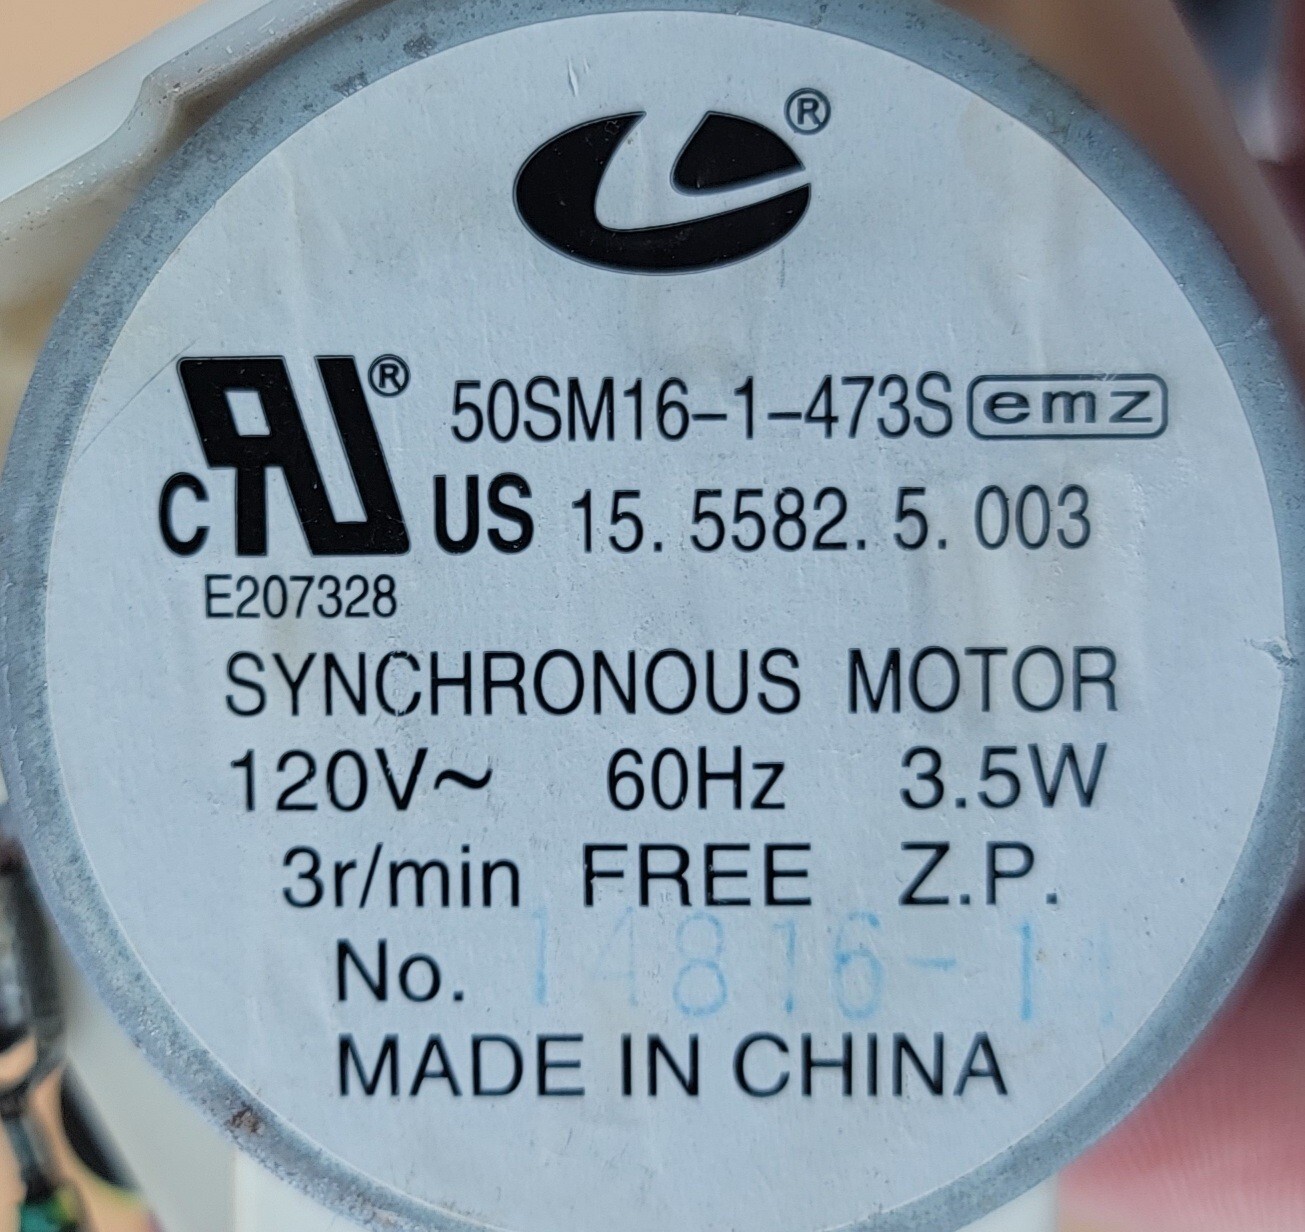 ®
50SM16-1-473S emz
®
C US 15. 5582. 5. 003
E207328
SYNCHRONOUS MOTOR
120V~ 60Hz 3.5W
3r/min FREE Z.P.
No. 14816-11
MADE IN CHINA